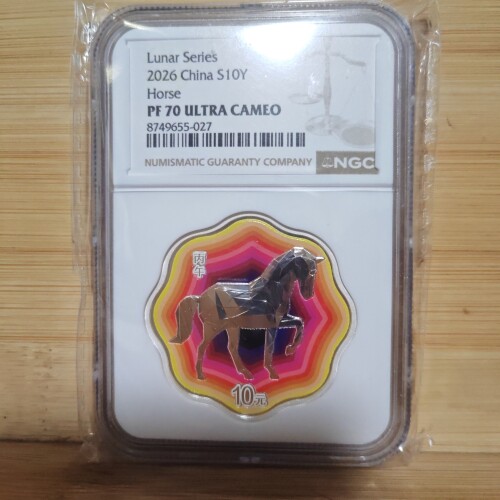 Lunar Series
2026 China S10Y
Horse
PF 70 ULTRA CAMEO
8749655-027
NUMISMATIC GUARANTY COMPANY NGC
丙午
10元